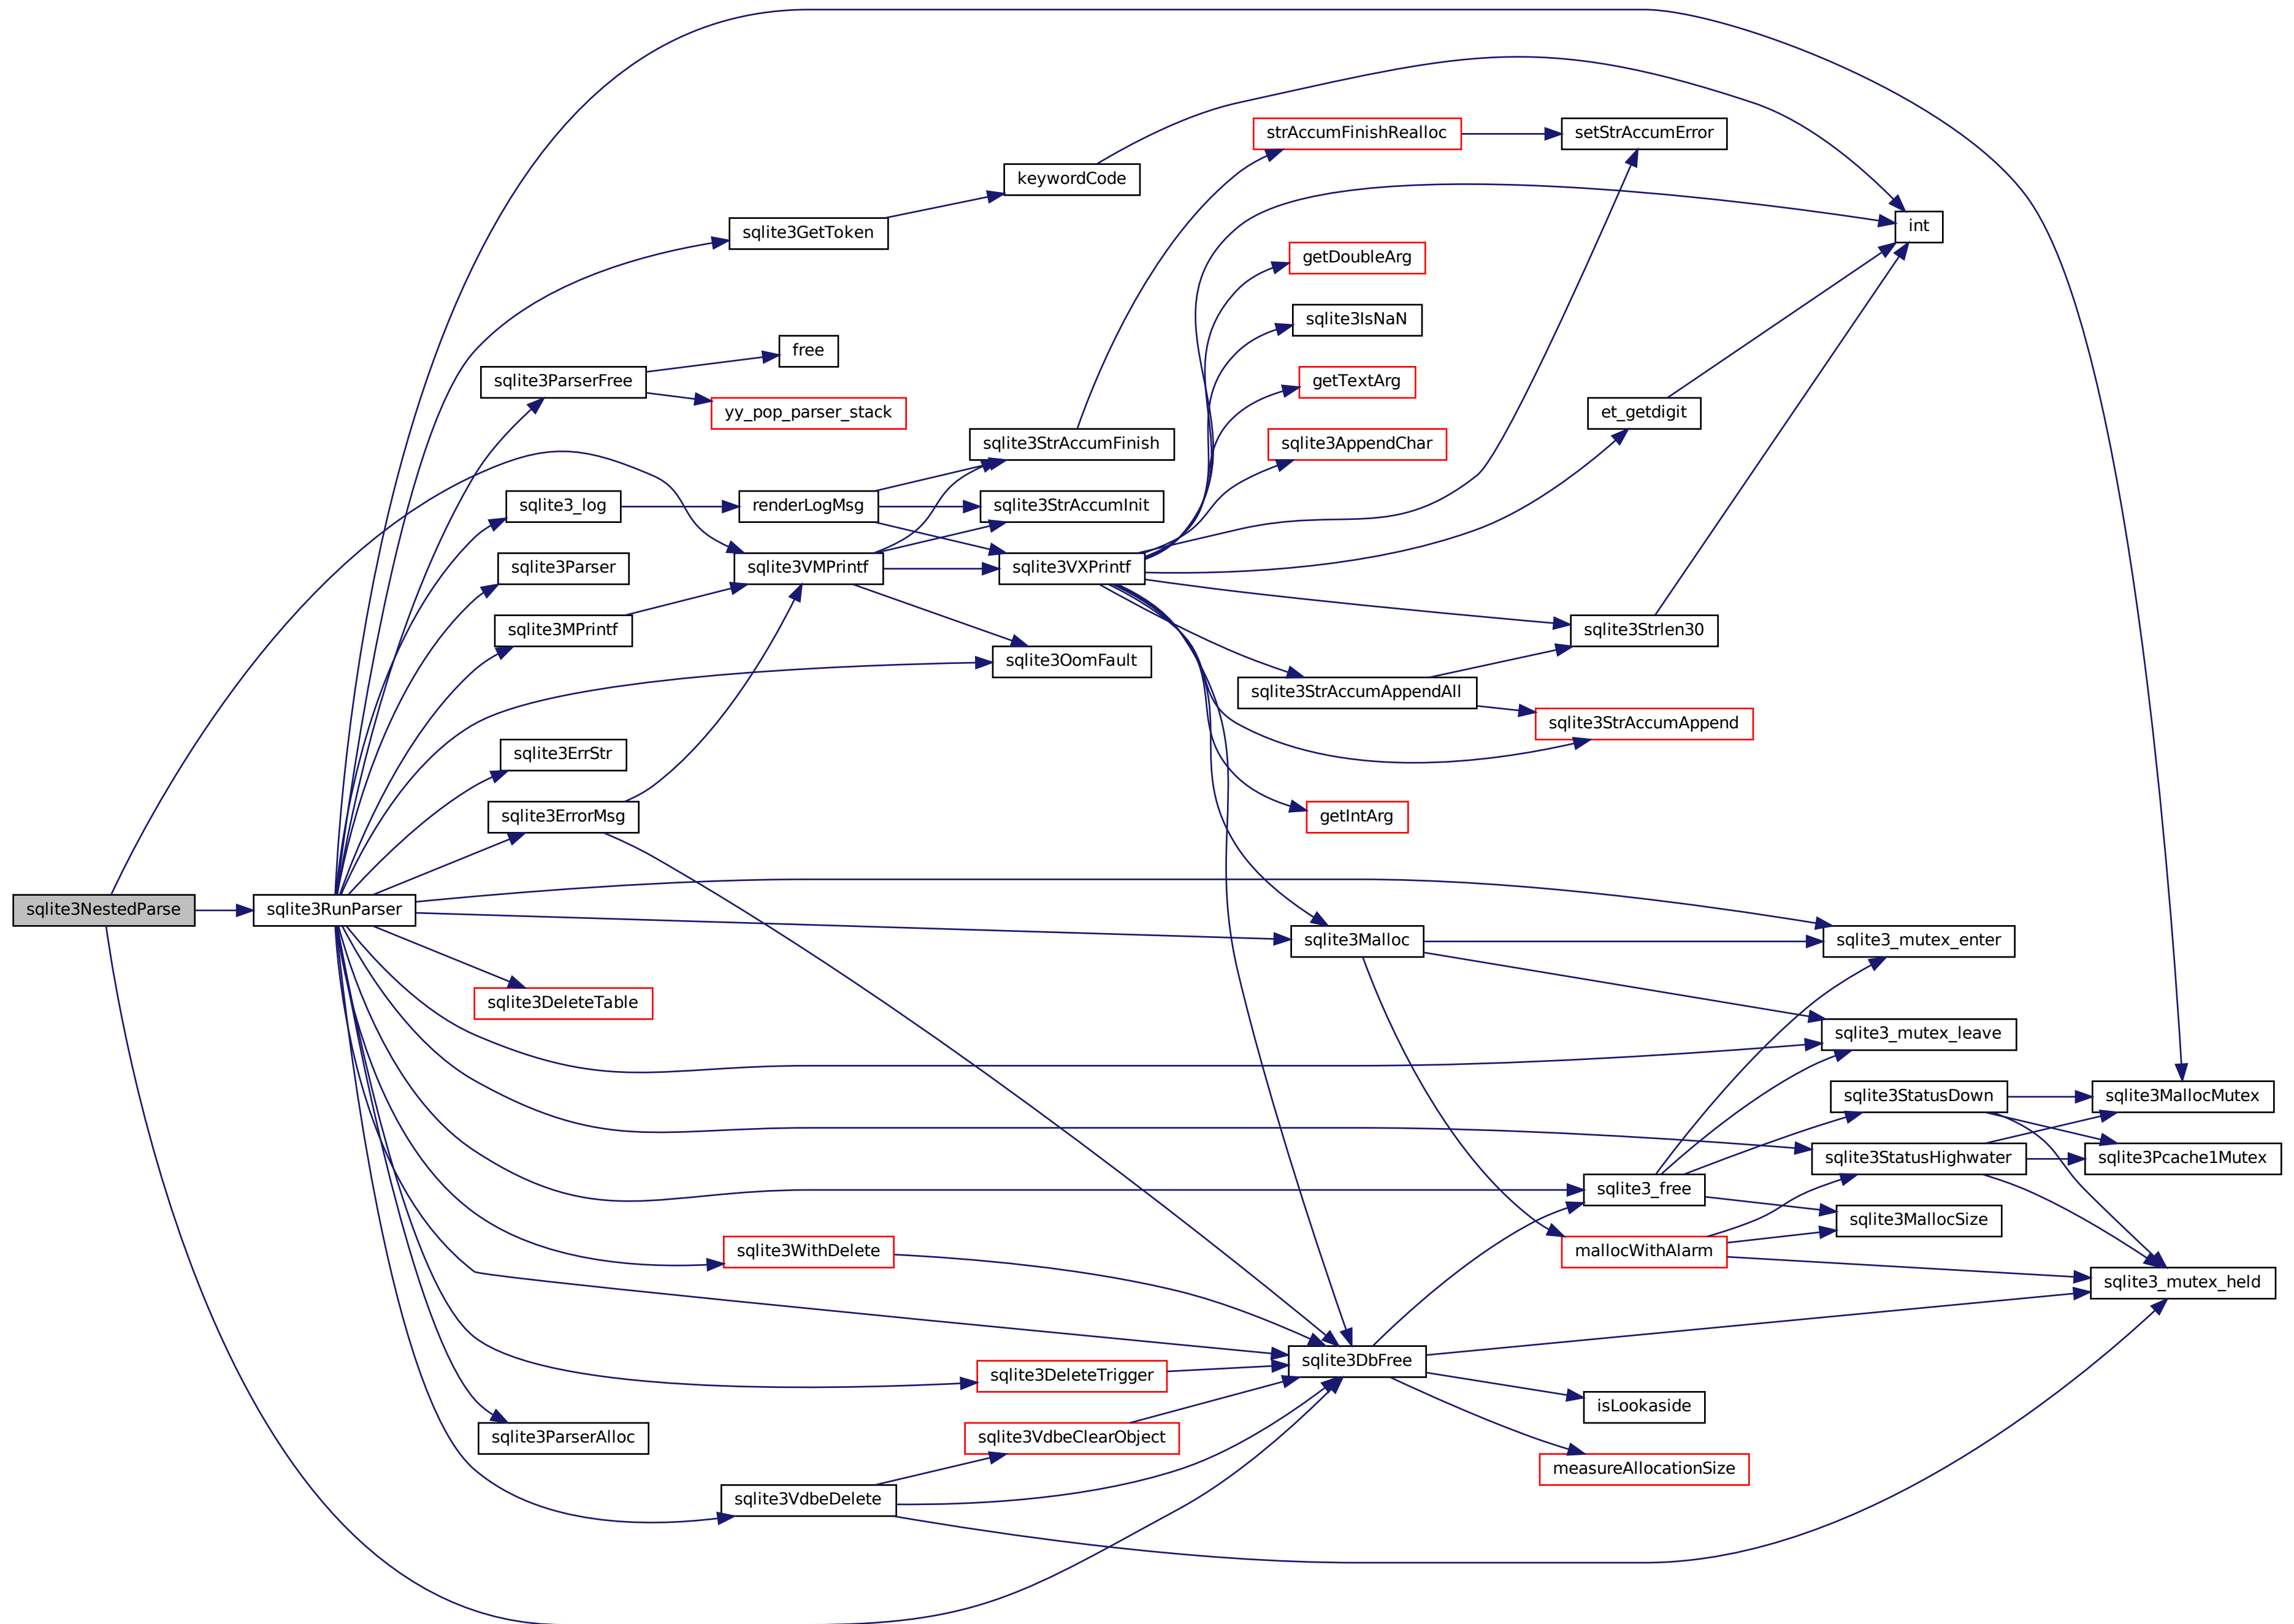 strAccumFinishRealloc
setStrAccumError
keywordCode
int
sqlite3GetToken
getDoubleArg
sqlite3IsNaN
free
sqlite3ParserFree
getTextArg
yy_pop_parser_stack
et_getdigit
sqlite3StrAccumFinish
sqlite3AppendChar
sqlite3_log
renderLogMsg
sqlite3StrAccumInit
sqlite3Parser
sqlite3VMPrintf
sqlite3VXPrintf
sqlite3MPrintf
sqlite3Strlen30
sqlite3OomFault
sqlite3StrAccumAppendAll
sqlite3StrAccumAppend
sqlite3ErrStr
sqlite3ErrorMsg
getIntArg
sqlite3NestedParse
sqlite3RunParser
sqlite3Malloc
sqlite3_mutex_enter
sqlite3DeleteTable
sqlite3_mutex_leave
sqlite3StatusDown
sqlite3MallocMutex
sqlite3StatusHighwater
sqlite3Pcache1Mutex
sqlite3_free
sqlite3MallocSize
sqlite3WithDelete
mallocWithAlarm
sqlite3_mutex_held
sqlite3DbFree
sqlite3DeleteTrigger
isLookaside
sqlite3ParserAlloc
sqlite3VdbeClearObject
measureAllocationSize
sqlite3VdbeDelete